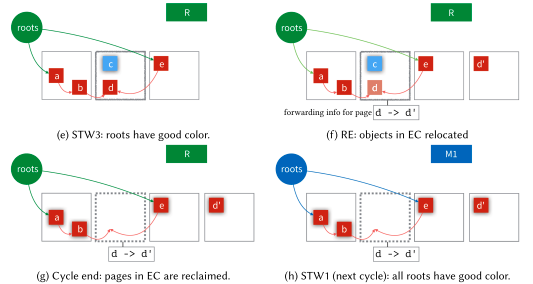 R
roots
c
a
b
d
e
(e) STW3: roots have good color.
R
roots
c
a
b
d
e
d'
forwarding info for page
d -> d'
(f) RE: objects in EC relocated
R
roots
a
b
e
d'
d -> d'
(g) Cycle end: pages in EC are reclaimed.
M1
roots
a
b
e
d'
d -> d'
(h) STW1 (next cycle): all roots have good color.